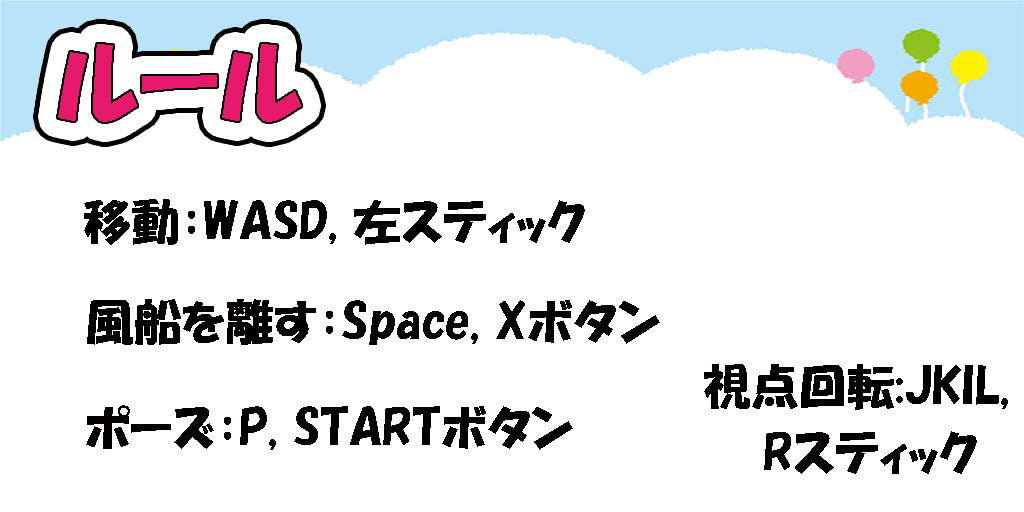 ルール
移動:WASD, 左スティック
風船を離す:Space, Xボタン
ポーズ:P, STARTボタン
視点回転:JKIL,
Rスティック